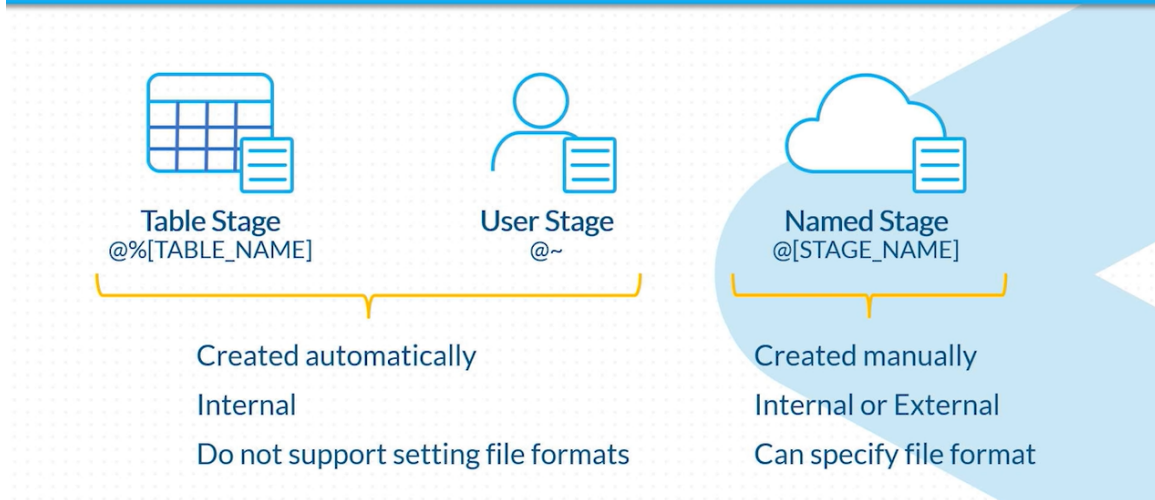 Table Stage
@%[TABLE_NAME]
User Stage
@~
Named Stage
@[STAGE_NAME]
Created automatically
Internal
Do not support setting file formats
Created manually
Internal or External
Can specify file format